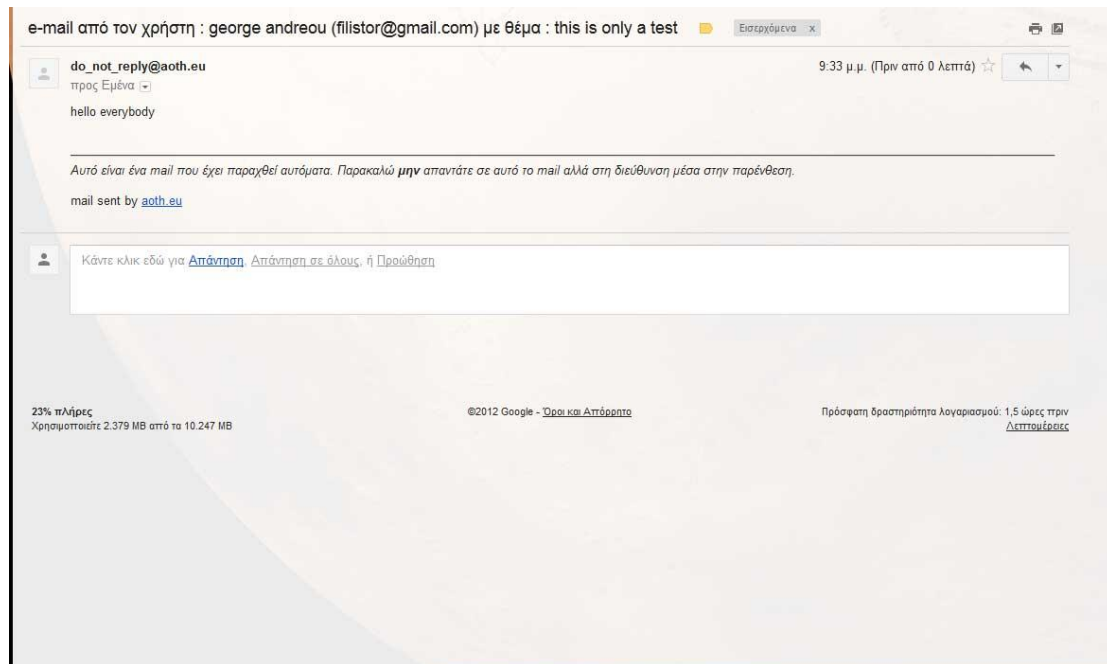 e-mail από τον χρήστη : george andreou (filistor@gmail.com) με θέμα : this is only a test Εισερχόμενα x
do_not_reply@aoth.eu 9:33 μ.μ. (Πριν από 0 λεπτά)
προς Εμένα
hello everybody
Αυτό είναι ένα mail που έχει παραχθεί αυτόματα. Παρακαλώ μην απαντάτε σε αυτό το mail αλλά στη διεύθυνση μέσα στην παρένθεση.
mail sent by aoth.eu
Κάντε κλικ εδώ για Απάντηση, Απάντηση σε όλους, ή Προώθηση
23% πλήρες ©2012 Google - Όροι και Απόρρητο Πρόσφατη δραστηριότητα λογαριασμού: 1,5 ώρες πριν
Χρησιμοποιείτε 2.379 MB από τα 10.247 MB Λεπτομέρειες